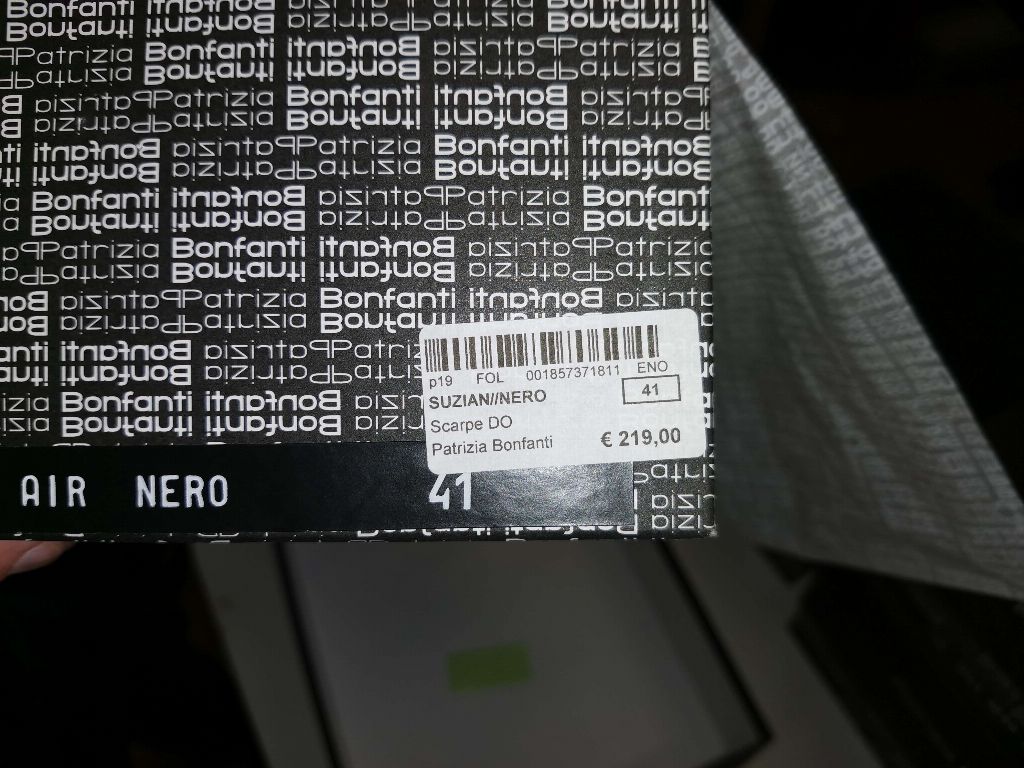 Patrizia Bonfanti
p19 FOL 001857371811 ENO
SUZIAN//NERO 41
Scarpe DO
Patrizia Bonfanti € 219,00
AIR NERO 41